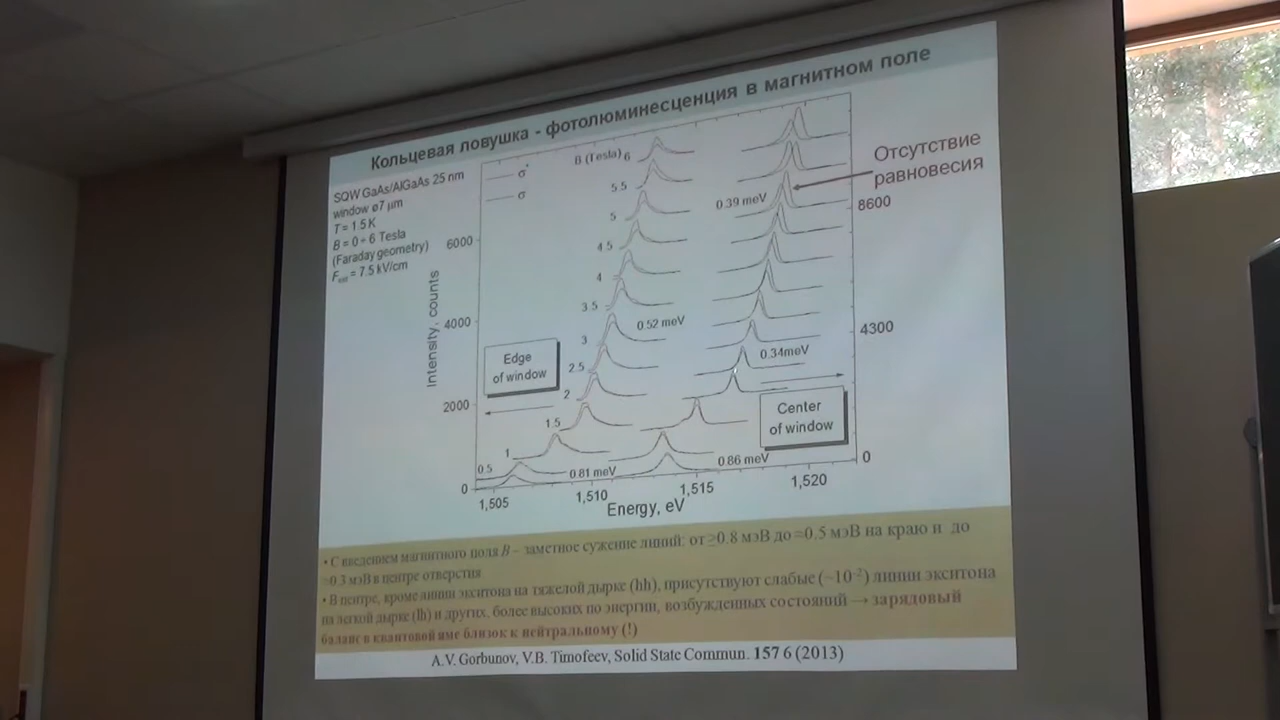 Кольцевая ловушка - фотолюминесценция в магнитном поле
SQW GaAs/AlGaAs 25 nm
window ø7 μm
T = 1.5 K
B = 0 ÷ 6 Tesla
(Faraday geometry)
= 7.5 kV/cm
σ⁺
σ⁻
B (Tesla) 6
5.5
5
4.5
4
3.5
3
2.5
2
1.5
1
0.5
Intensity, counts
6000
4000
2000
0
Edge
of window
0.52 meV
0.81 meV
0.39 meV
0.34meV
0.86 meV
Center
of window
Отсутствие
равновесия
8600
4300
0
1,505
1,510
1,515
1,520
Energy, eV
• С введением магнитного поля B – заметное сужение линий: от ≥0.8 мэВ до ≈0.5 мэВ на краю и до
≈0.3 мэВ в центре отверстия
• В центре, кроме линии экситона на тяжелой дырке (hh), присутствуют слабые (~10⁻²) линии экситона
на легкой дырке (lh) и других, более высоких по энергии, возбужденных состояний → зарядовый
баланс в квантовой яме близок к нейтральному (!)
A.V. Gorbunov, V.B. Timofeev, Solid State Commun. 157 6 (2013)